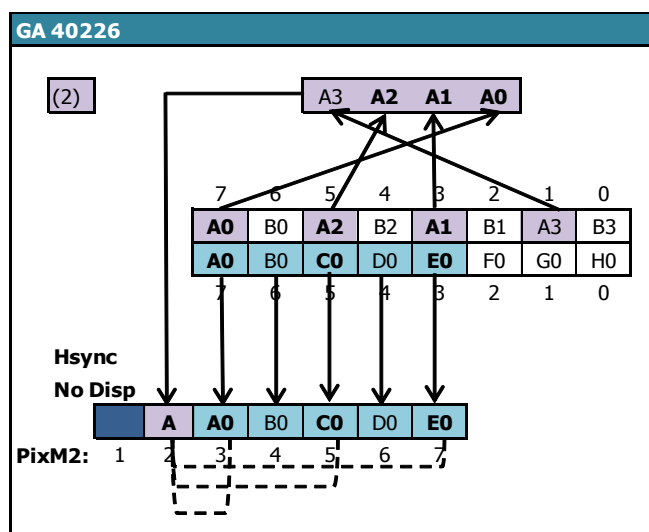 GA 40226
(2) A3 A2 A1 A0
7 6 5 4 3 2 1 0
A0 B0 A2 B2 A1 B1 A3 B3
A0 B0 C0 D0 E0 F0 G0 H0
7 6 5 4 3 2 1 0
Hsync
No Disp
A A0 B0 C0 D0 E0
PixM2: 1 2 3 4 5 6 7